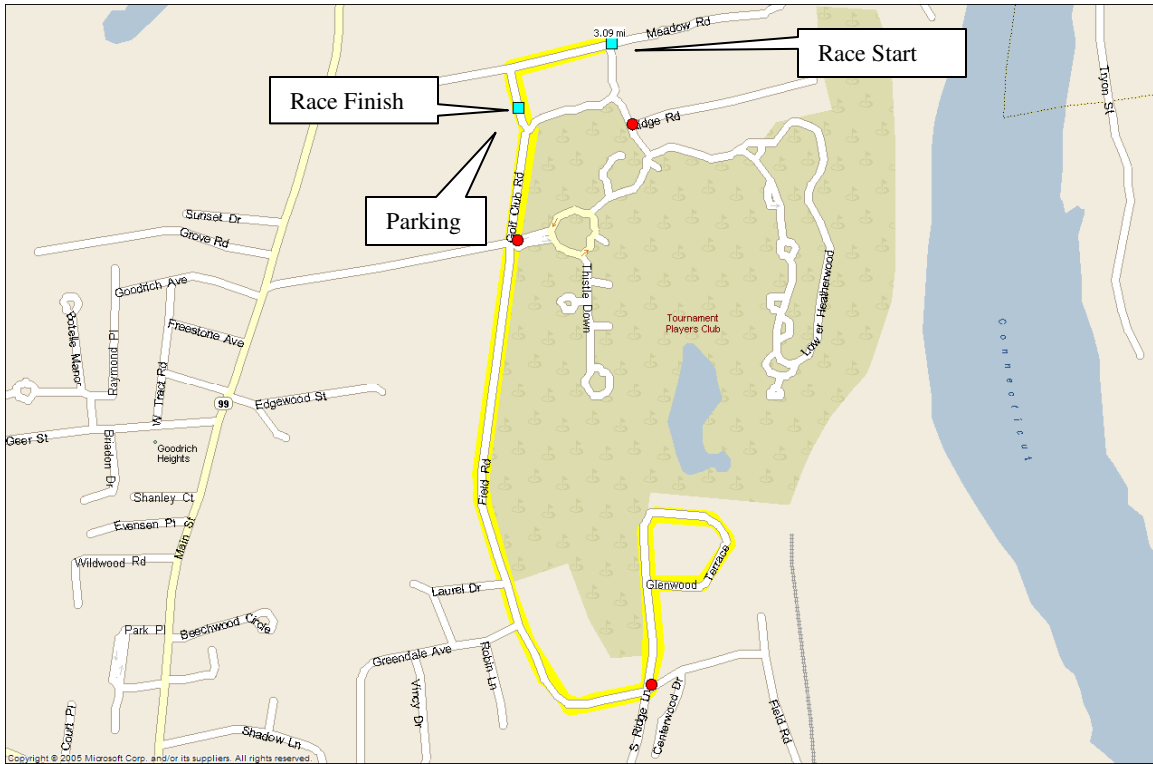 3.09 mi
Meadow Rd
Race Start
Race Finish
Ridge Rd
Tryon St
Parking
Golf Club Rd
Sunset Dr
Grove Rd
Goodrich Ave
Thistle Down
Lower Heatherwood
Tournament
Players Club
Botelle Manor
Raymond Pl
Freestone Ave
W Tract Rd
Connecticut
99
Edgewood St
Geer St
Briadon Dr
Goodrich
Heights
Field Rd
Shanley Ct
Evensen Pl
Main St
Wildwood Rd
Laurel Dr
Glenwood
Terrace
Park Pl
Beechwood Circle
Greendale Ave
Robin Ln
Court Pl
Shadow Ln
S Ridge Ln
Centerwood Dr
Field Rd
Copyright © 2005 Microsoft Corp. and/or its suppliers. All rights reserved.